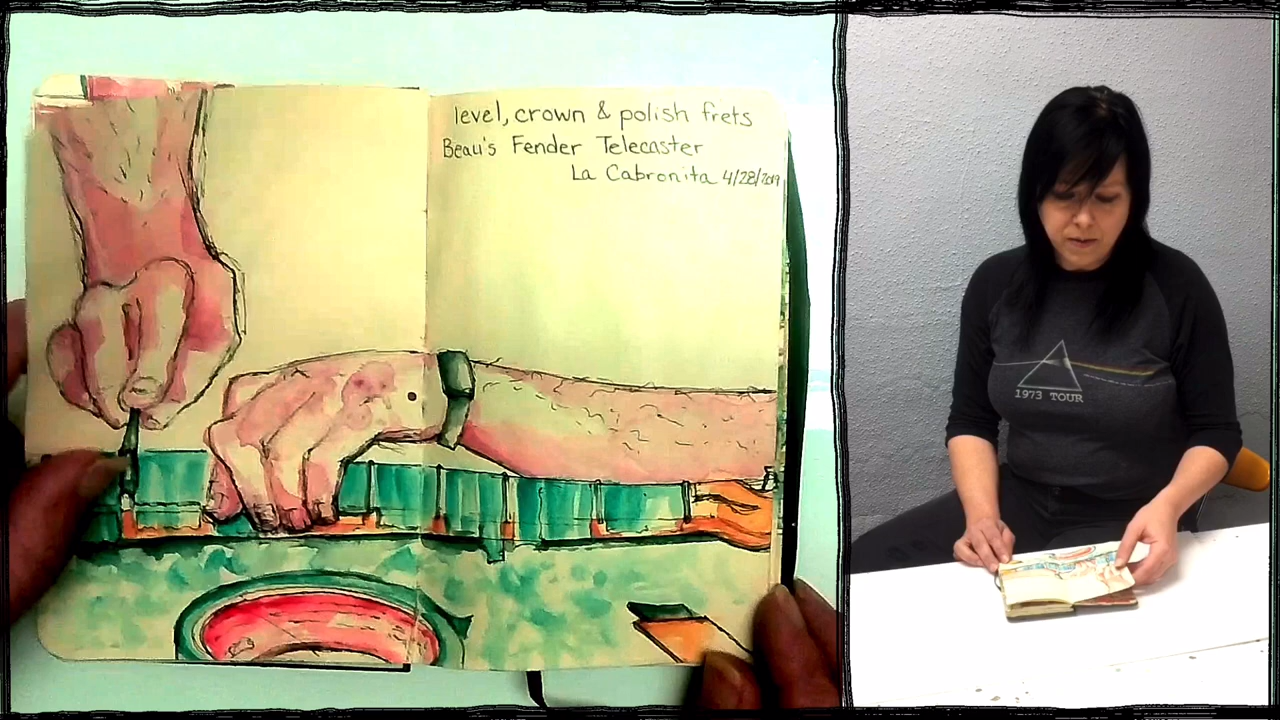 level, crown & polish frets
Beau's Fender Telecaster
La Cabronita 4/28/2019
1973 TOUR